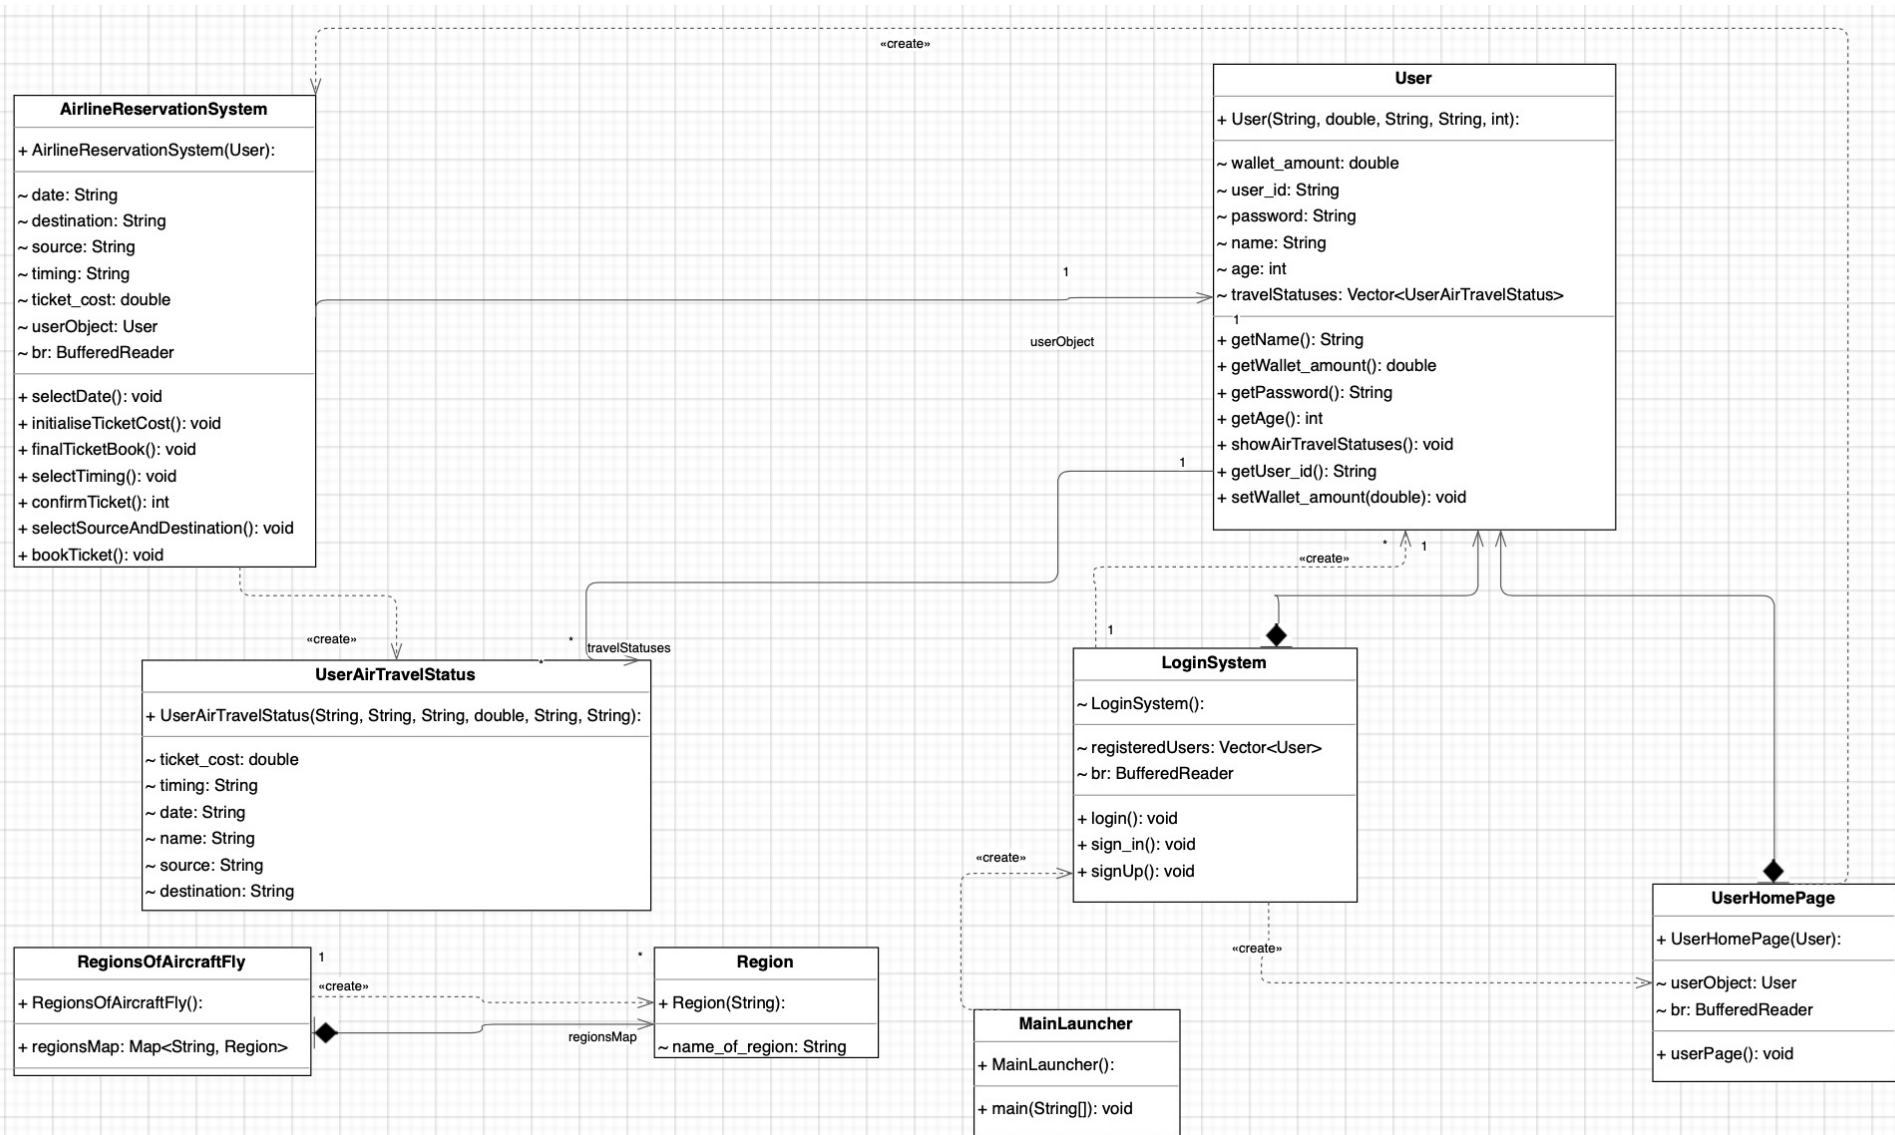 «create»
AirlineReservationSystem
+ AirlineReservationSystem(User):
~ date: String
~ destination: String
~ source: String
~ timing: String
~ ticket_cost: double
~ userObject: User
~ br: BufferedReader
+ selectDate(): void
+ initialiseTicketCost(): void
+ finalTicketBook(): void
+ selectTiming(): void
+ confirmTicket(): int
+ selectSourceAndDestination(): void
+ bookTicket(): void
1
userObject
User
+ User(String, double, String, String, int):
~ wallet_amount: double
~ user_id: String
~ password: String
~ name: String
~ age: int
~ travelStatuses: Vector<UserAirTravelStatus>
1
+ getName(): String
+ getWallet_amount(): double
+ getPassword(): String
+ getAge(): int
+ showAirTravelStatuses(): void
+ getUser_id(): String
+ setWallet_amount(double): void
1
* 1
«create»
«create»
*
travelStatuses
*
UserAirTravelStatus
+ UserAirTravelStatus(String, String, String, double, String, String):
~ ticket_cost: double
~ timing: String
~ date: String
~ name: String
~ source: String
~ destination: String
1
LoginSystem
~ LoginSystem():
~ registeredUsers: Vector<User>
~ br: BufferedReader
+ login(): void
+ sign_in(): void
+ signUp(): void
«create»
«create»
UserHomePage
+ UserHomePage(User):
~ userObject: User
~ br: BufferedReader
+ userPage(): void
RegionsOfAircraftFly
+ RegionsOfAircraftFly():
+ regionsMap: Map<String, Region>
1
«create»
*
regionsMap
Region
+ Region(String):
~ name_of_region: String
MainLauncher
+ MainLauncher():
+ main(String[]): void